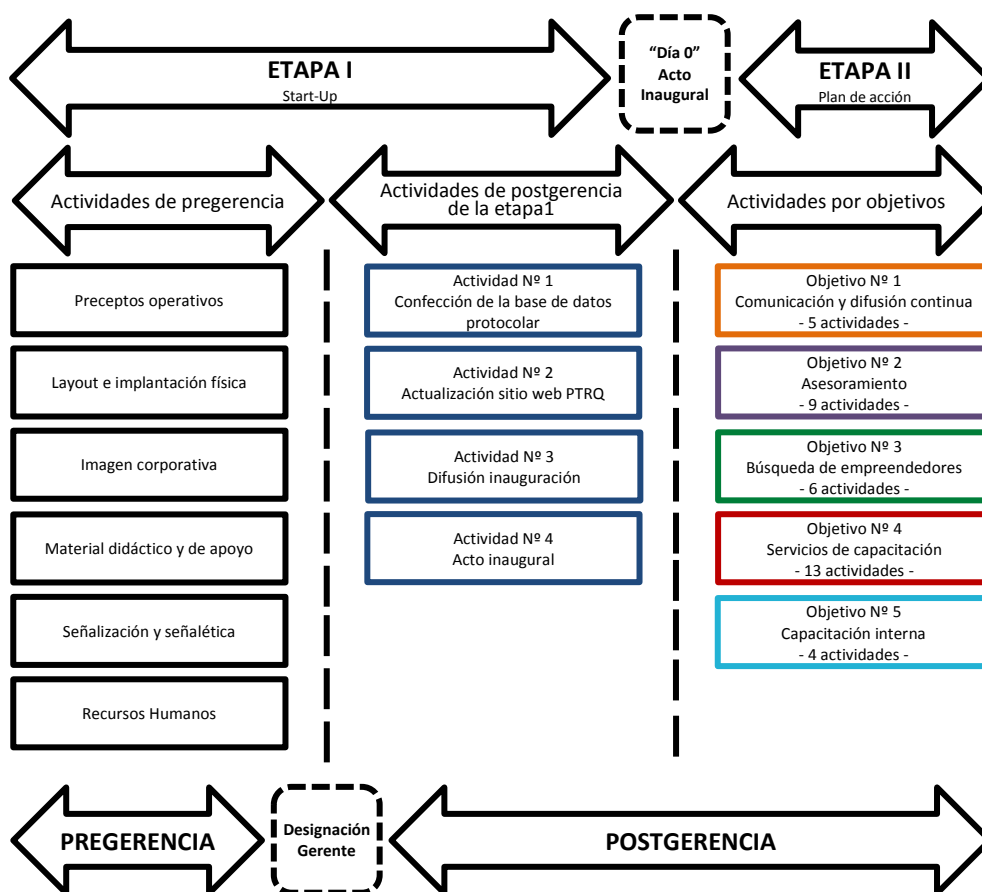 ETAPA I
Start-Up
“Día 0”
Acto
Inaugural
ETAPA II
Plan de acción
Actividades de pregerencia
Actividades de postgerencia
de la etapa1
Actividades por objetivos
Preceptos operativos
Layout e implantación física
Imagen corporativa
Material didáctico y de apoyo
Señalización y señalética
Recursos Humanos
Actividad Nº 1
Confección de la base de datos
protocolar
Actividad Nº 2
Actualización sitio web PTRQ
Actividad Nº 3
Difusión inauguración
Actividad Nº 4
Acto inaugural
Objetivo Nº 1
Comunicación y difusión continua
- 5 actividades -
Objetivo Nº 2
Asesoramiento
- 9 actividades -
Objetivo Nº 3
Búsqueda de empreendedores
- 6 actividades -
Objetivo Nº 4
Servicios de capacitación
- 13 actividades -
Objetivo Nº 5
Capacitación interna
- 4 actividades -
PREGERENCIA
Designación
Gerente
POSTGERENCIA